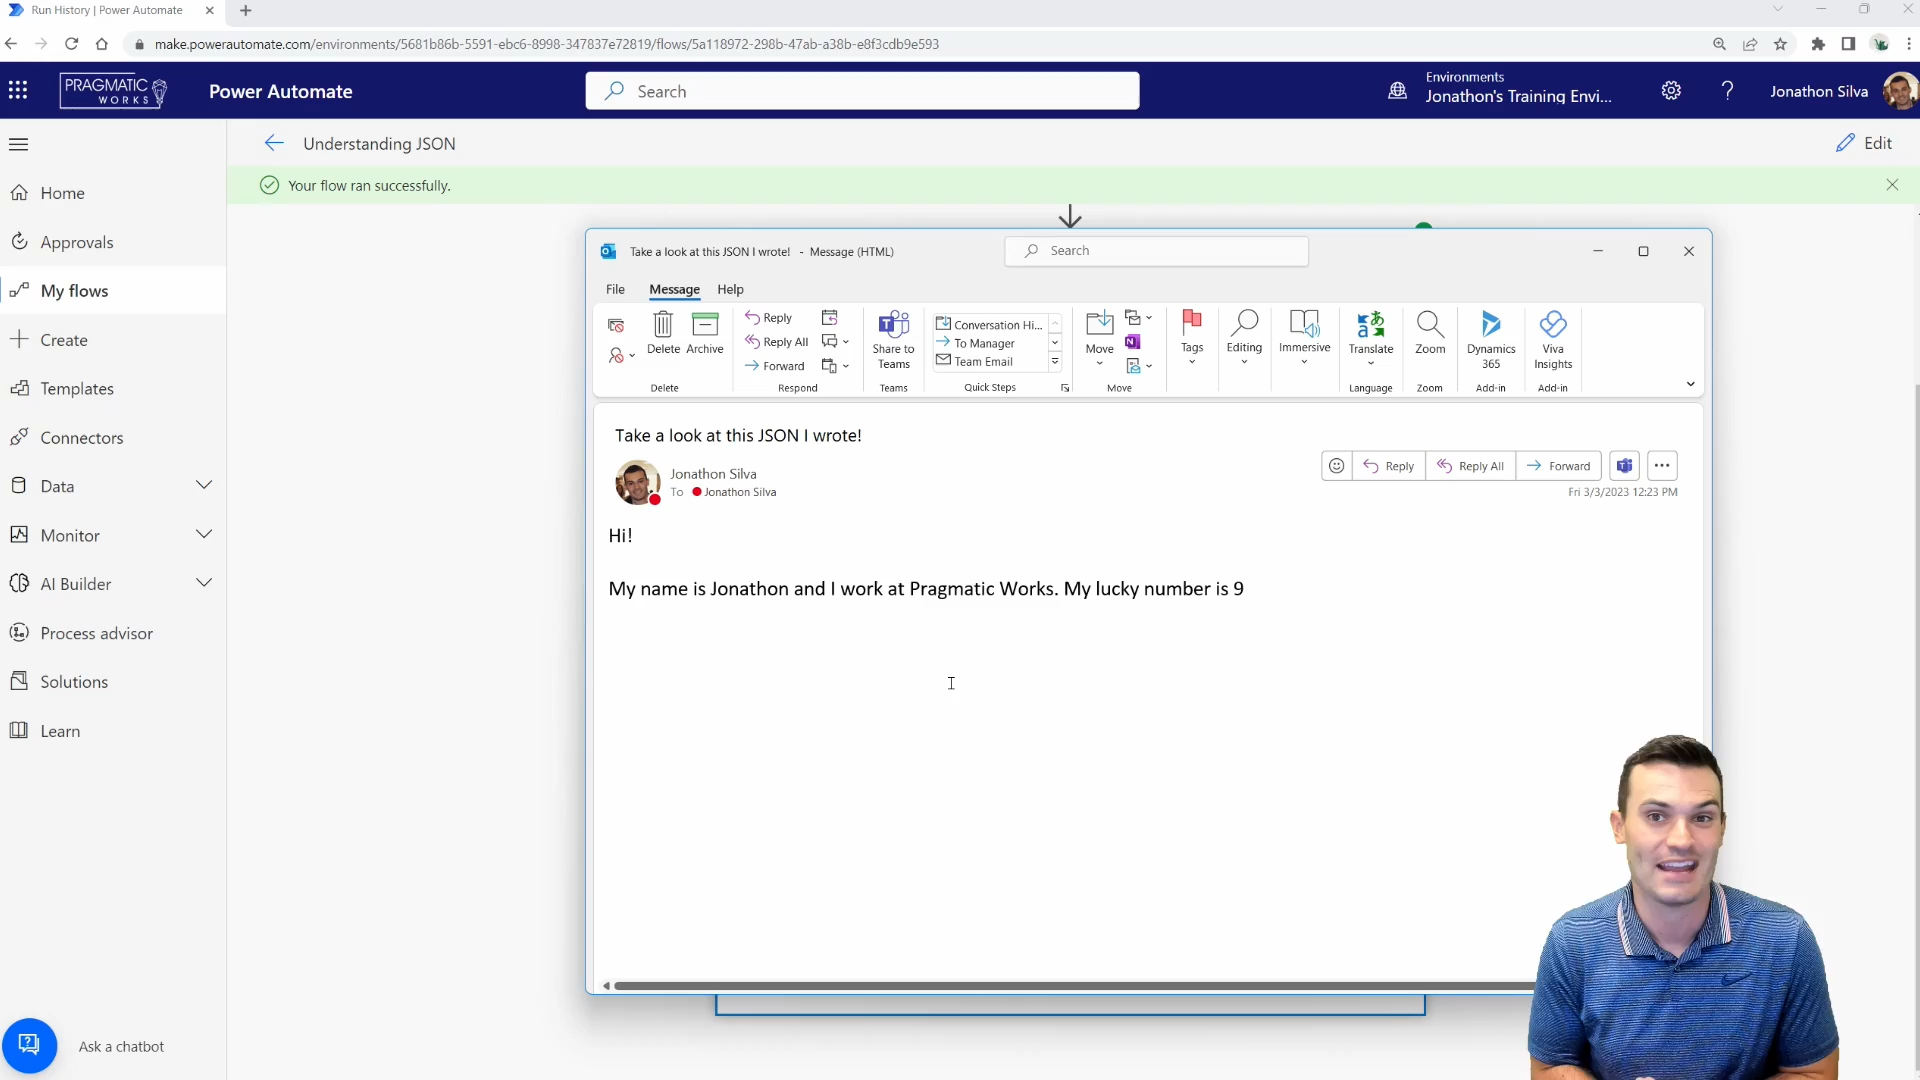 Run History | Power Automate
make.powerautomate.com/environments/5681b86b-5591-ebc6-8998-347837e72819/flows/5a118972-298b-47ab-a38b-e8f3cdb9e593
PRAGMATIC WORKS
Power Automate
Search
Environments
Jonathon's Training Envi...
?
Jonathon Silva
Understanding JSON
Edit
Your flow ran successfully.
Home
Approvals
My flows
Create
Templates
Connectors
Data
Monitor
AI Builder
Process advisor
Solutions
Learn
Ask a chatbot
Take a look at this JSON I wrote! - Message (HTML)
Search
File
Message
Help
Delete
Archive
Delete
Reply
Reply All
Forward
Respond
Share to Teams
Teams
Conversation Hi...
To Manager
Team Email
Quick Steps
Move
Move
Tags
Editing
Immersive
Translate
Language
Zoom
Zoom
Dynamics 365
Add-in
Viva Insights
Add-in
Take a look at this JSON I wrote!
Jonathon Silva
To Jonathon Silva
Reply
Reply All
Forward
Fri 3/3/2023 12:23 PM
Hi!
My name is Jonathon and I work at Pragmatic Works. My lucky number is 9